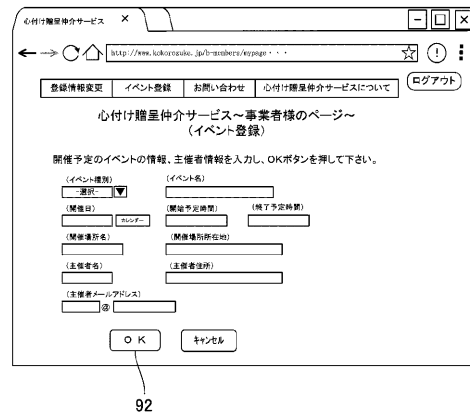 心付け贈呈仲介サービス ×
http://www.kokorozuke.jp/b-members/mypage・・・
ログアウト
登録情報変更 イベント登録 お問い合わせ 心付け贈呈仲介サービスについて
心付け贈呈仲介サービス~事業者様のページ~
(イベント登録)
開催予定のイベントの情報、主催者情報を入力し、OKボタンを押して下さい。
(イベント種別) (イベント名)
-選択- ▼
(開催日) (開始予定時間) (終了予定時間)
カレンダー
(開催場所名) (開催場所所在地)
(主催者名) (主催者住所)
(主催者メールアドレス)
@
OK キャンセル
92